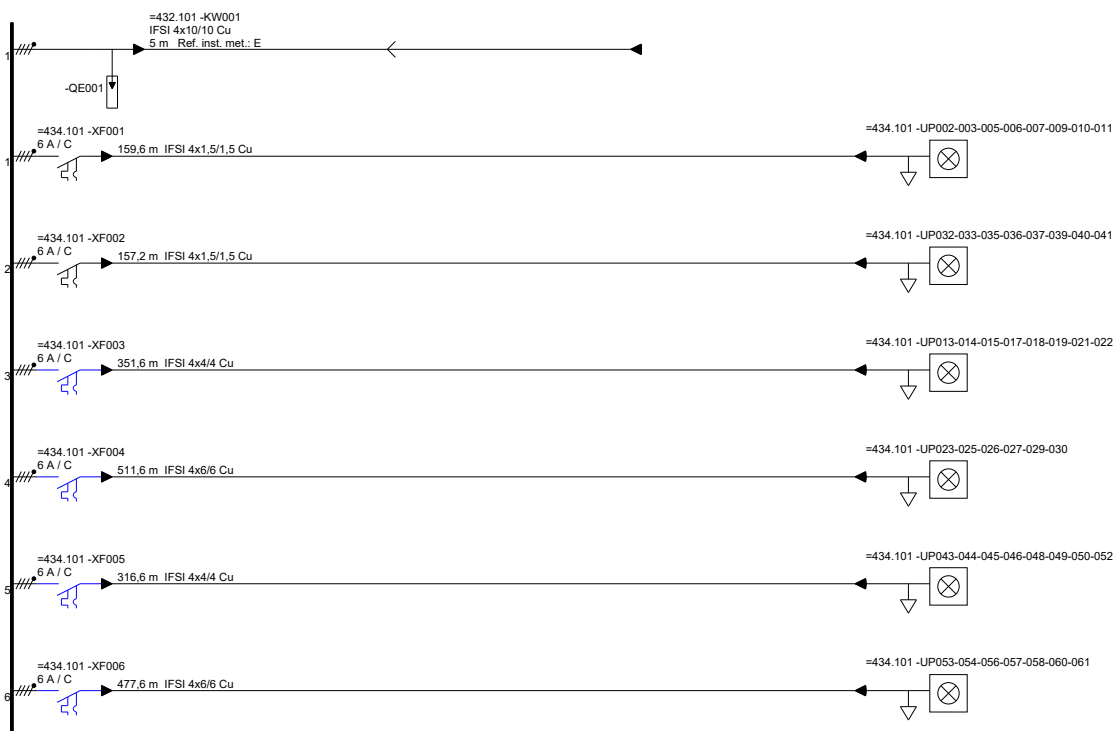 =432.101 -KW001
IFSI 4x10/10 Cu
5 m Ref. inst. met.: E
1
-QE001
=434.101 -XF001
6 A / C
159,6 m IFSI 4x1,5/1,5 Cu
=434.101 -UP002-003-005-006-007-009-010-011
1
=434.101 -XF002
6 A / C
157,2 m IFSI 4x1,5/1,5 Cu
=434.101 -UP032-033-035-036-037-039-040-041
2
=434.101 -XF003
6 A / C
351,6 m IFSI 4x4/4 Cu
=434.101 -UP013-014-015-017-018-019-021-022
3
=434.101 -XF004
6 A / C
511,6 m IFSI 4x6/6 Cu
=434.101 -UP023-025-026-027-029-030
4
=434.101 -XF005
6 A / C
316,6 m IFSI 4x4/4 Cu
=434.101 -UP043-044-045-046-048-049-050-052
5
=434.101 -XF006
6 A / C
477,6 m IFSI 4x6/6 Cu
=434.101 -UP053-054-056-057-058-060-061
6